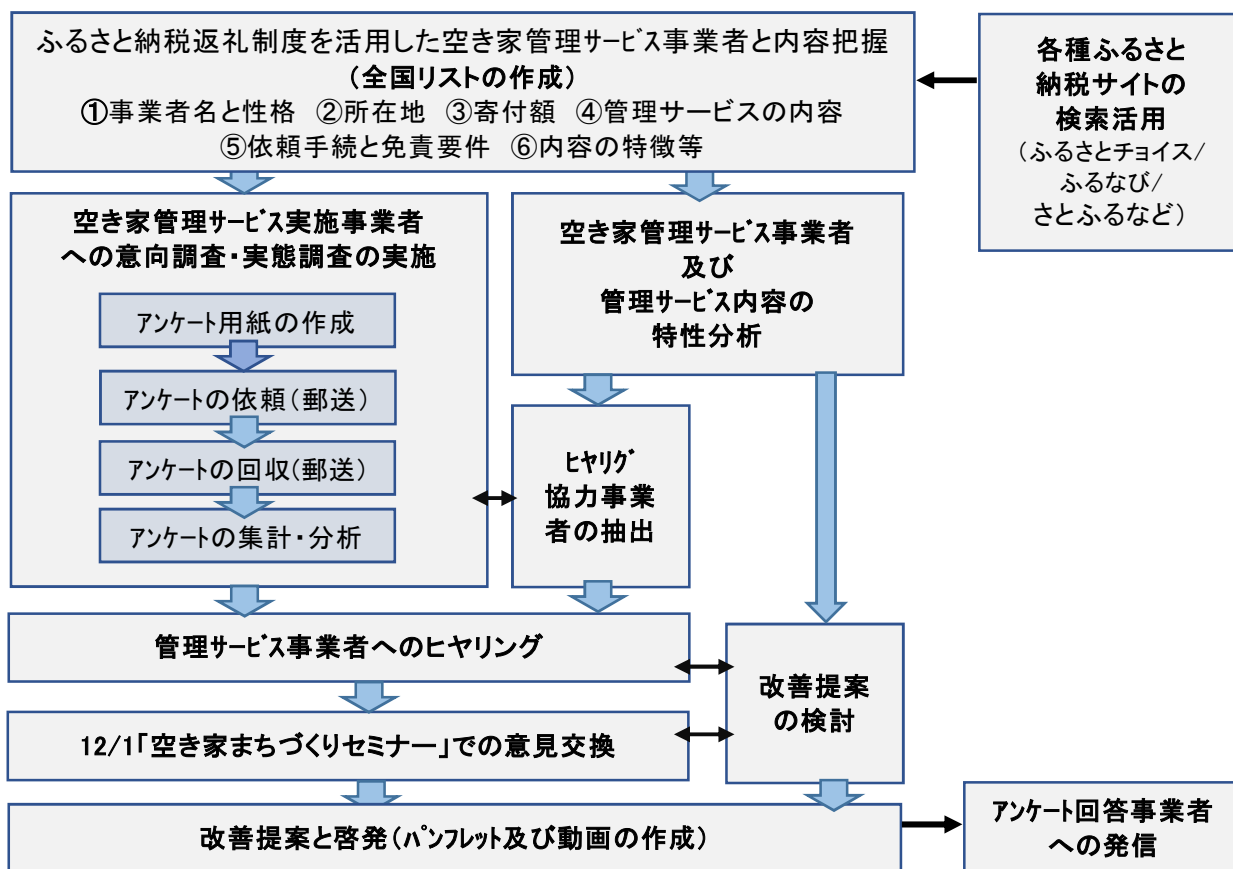 ふるさと納税返礼制度を活用した空き家管理ｻｰﾋﾞｽ事業者と内容把握
(全国リストの作成)
①事業者名と性格 ②所在地 ③寄付額 ④管理サービスの内容
⑤依頼手続と免責要件 ⑥内容の特徴等
各種ふるさと
納税サイトの
検索活用
(ふるさとチョイス/
ふるなび/
さとふるなど)
空き家管理ｻｰﾋﾞｽ実施事業者
への意向調査・実態調査の実施
アンケート用紙の作成
アンケートの依頼(郵送)
アンケートの回収(郵送)
アンケートの集計・分析
空き家管理ｻｰﾋﾞｽ事業者
及び
管理ｻｰﾋﾞｽ内容の
特性分析
ﾋﾔﾘｸﾞ
協力事業
者の抽出
管理ｻｰﾋﾞｽ事業者へのヒヤリング
改善提案
の検討
12/1「空き家まちづくりセミナー」での意見交換
改善提案と啓発(ﾊﾟﾝﾌﾚｯﾄ及び動画の作成)
アンケート回答事業者
への発信